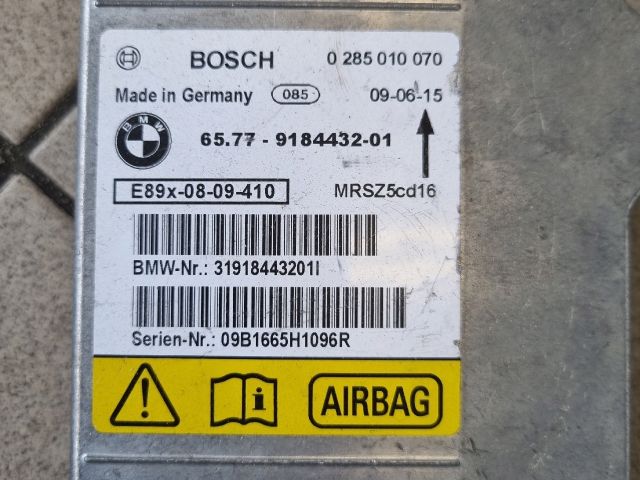 BOSCH 0 285 010 070
Made in Germany 085 09-06-15
BMW 65.77 - 9184432-01
E89x-08-09-410 MRSZ5cd16
BMW-Nr.: 31918443201I
Serien-Nr.: 09B1665H1096R
AIRBAG